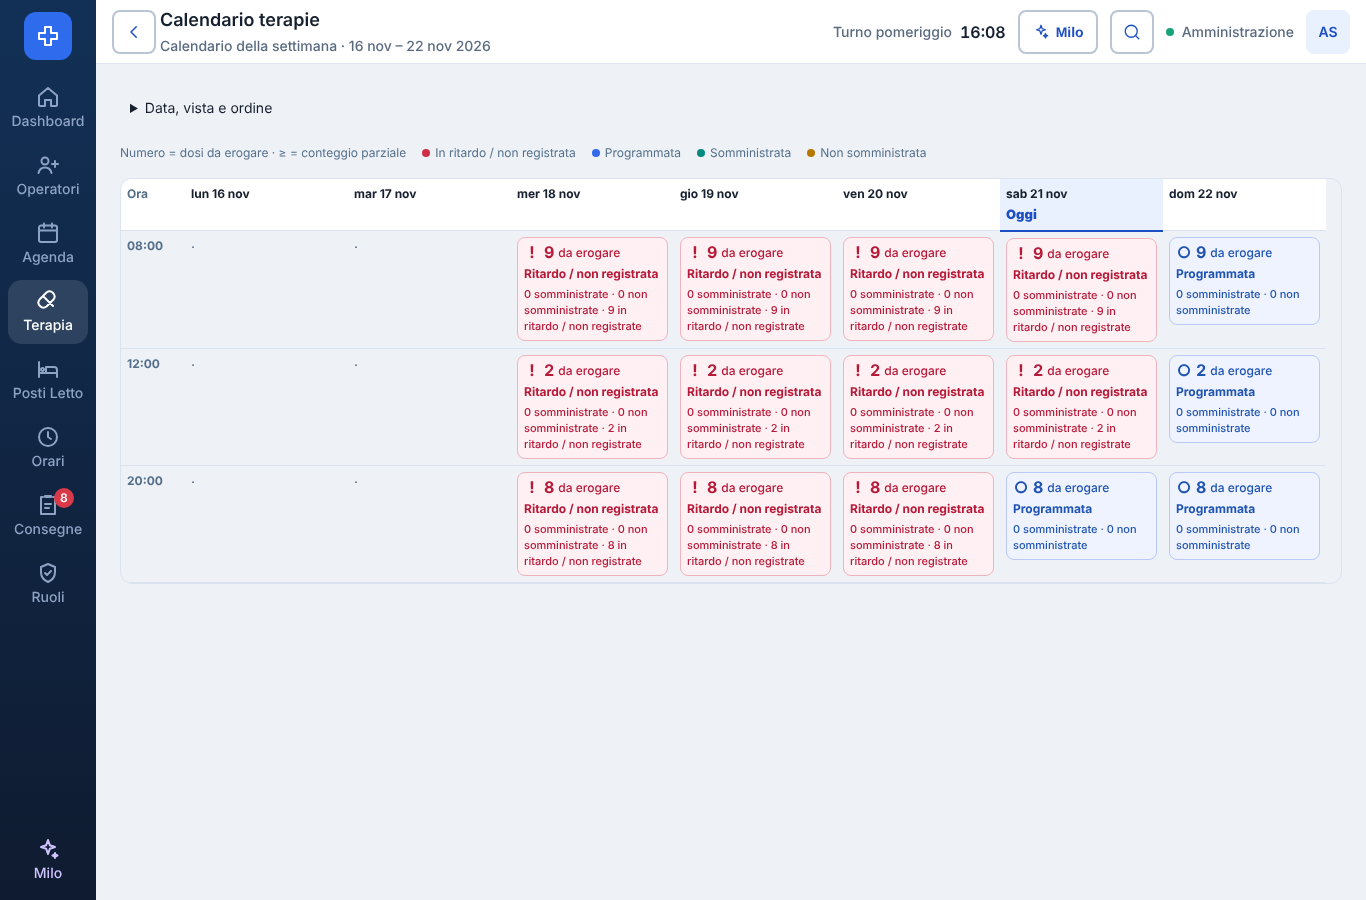 Calendario terapie
Calendario della settimana · 16 nov – 22 nov 2026
Turno pomeriggio 16:08
Milo
Amministrazione
AS
Dashboard
Operatori
Agenda
Terapia
Posti Letto
Orari
8
Consegne
Ruoli
Milo
Data, vista e ordine
Numero = dosi da erogare · ≥ = conteggio parziale
In ritardo / non registrata
Programmata
Somministrata
Non somministrata
Ora
lun 16 nov
mar 17 nov
mer 18 nov
gio 19 nov
ven 20 nov
sab 21 nov
Oggi
dom 22 nov
08:00
·
·
! 9 da erogare
Ritardo / non registrata
0 somministrate · 0 non
somministrate · 9 in
ritardo / non registrate
! 9 da erogare
Ritardo / non registrata
0 somministrate · 0 non
somministrate · 9 in
ritardo / non registrate
! 9 da erogare
Ritardo / non registrata
0 somministrate · 0 non
somministrate · 9 in
ritardo / non registrate
! 9 da erogare
Ritardo / non registrata
0 somministrate · 0 non
somministrate · 9 in
ritardo / non registrate
9 da erogare
Programmata
0 somministrate · 0 non
somministrate
12:00
·
·
! 2 da erogare
Ritardo / non registrata
0 somministrate · 0 non
somministrate · 2 in
ritardo / non registrate
! 2 da erogare
Ritardo / non registrata
0 somministrate · 0 non
somministrate · 2 in
ritardo / non registrate
! 2 da erogare
Ritardo / non registrata
0 somministrate · 0 non
somministrate · 2 in
ritardo / non registrate
! 2 da erogare
Ritardo / non registrata
0 somministrate · 0 non
somministrate · 2 in
ritardo / non registrate
2 da erogare
Programmata
0 somministrate · 0 non
somministrate
20:00
·
·
! 8 da erogare
Ritardo / non registrata
0 somministrate · 0 non
somministrate · 8 in
ritardo / non registrate
! 8 da erogare
Ritardo / non registrata
0 somministrate · 0 non
somministrate · 8 in
ritardo / non registrate
! 8 da erogare
Ritardo / non registrata
0 somministrate · 0 non
somministrate · 8 in
ritardo / non registrate
8 da erogare
Programmata
0 somministrate · 0 non
somministrate
8 da erogare
Programmata
0 somministrate · 0 non
somministrate